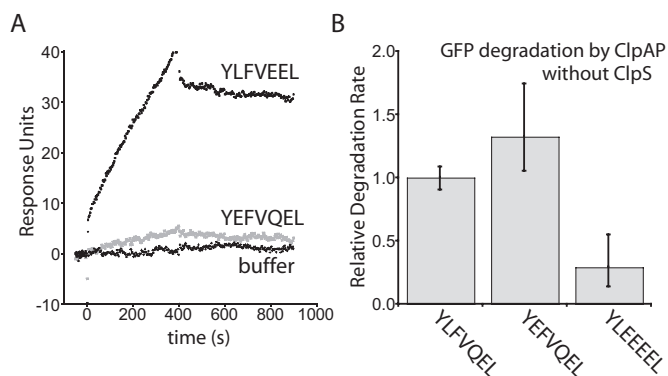 A
40
30
20
10
0
-10
Response Units
YLFVEEL
YEFVQEL
buffer
0
200
400
600
800
1000
time (s)
B
GFP degradation by ClpAP
without ClpS
2.0
1.5
1.0
0.5
0.0
Relative Degradation Rate
YLFVQEL
YEFVQEL
YLEEEEL